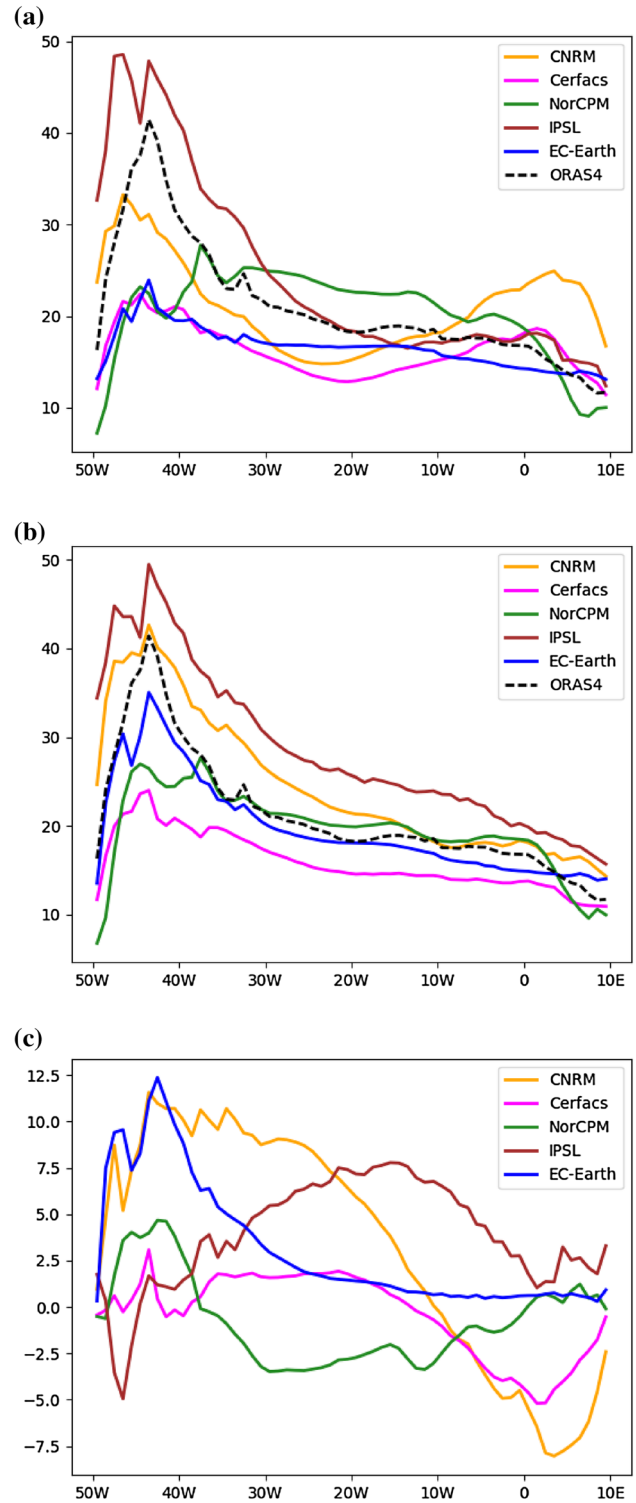 (a)
50
40
30
20
10
CNRM
Cerfacs
NorCPM
IPSL
EC-Earth
ORAS4
50W 40W 30W 20W 10W 0 10E
(b)
50
40
30
20
10
CNRM
Cerfacs
NorCPM
IPSL
EC-Earth
ORAS4
50W 40W 30W 20W 10W 0 10E
(c)
12.5
10.0
7.5
5.0
2.5
0.0
−2.5
−5.0
−7.5
CNRM
Cerfacs
NorCPM
IPSL
EC-Earth
50W 40W 30W 20W 10W 0 10E